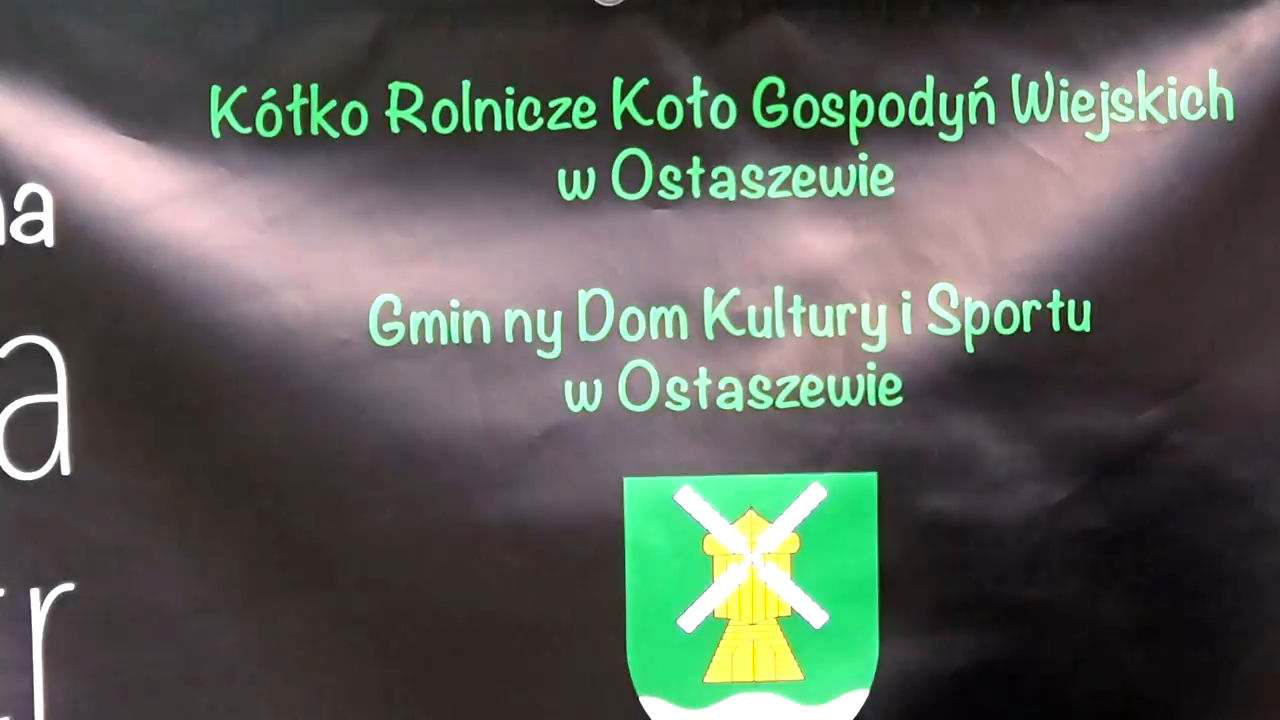 Kółko Rolnicze Koło Gospodyń Wiejskich
w Ostaszewie
Gmin ny Dom Kultury i Sportu
w Ostaszewie